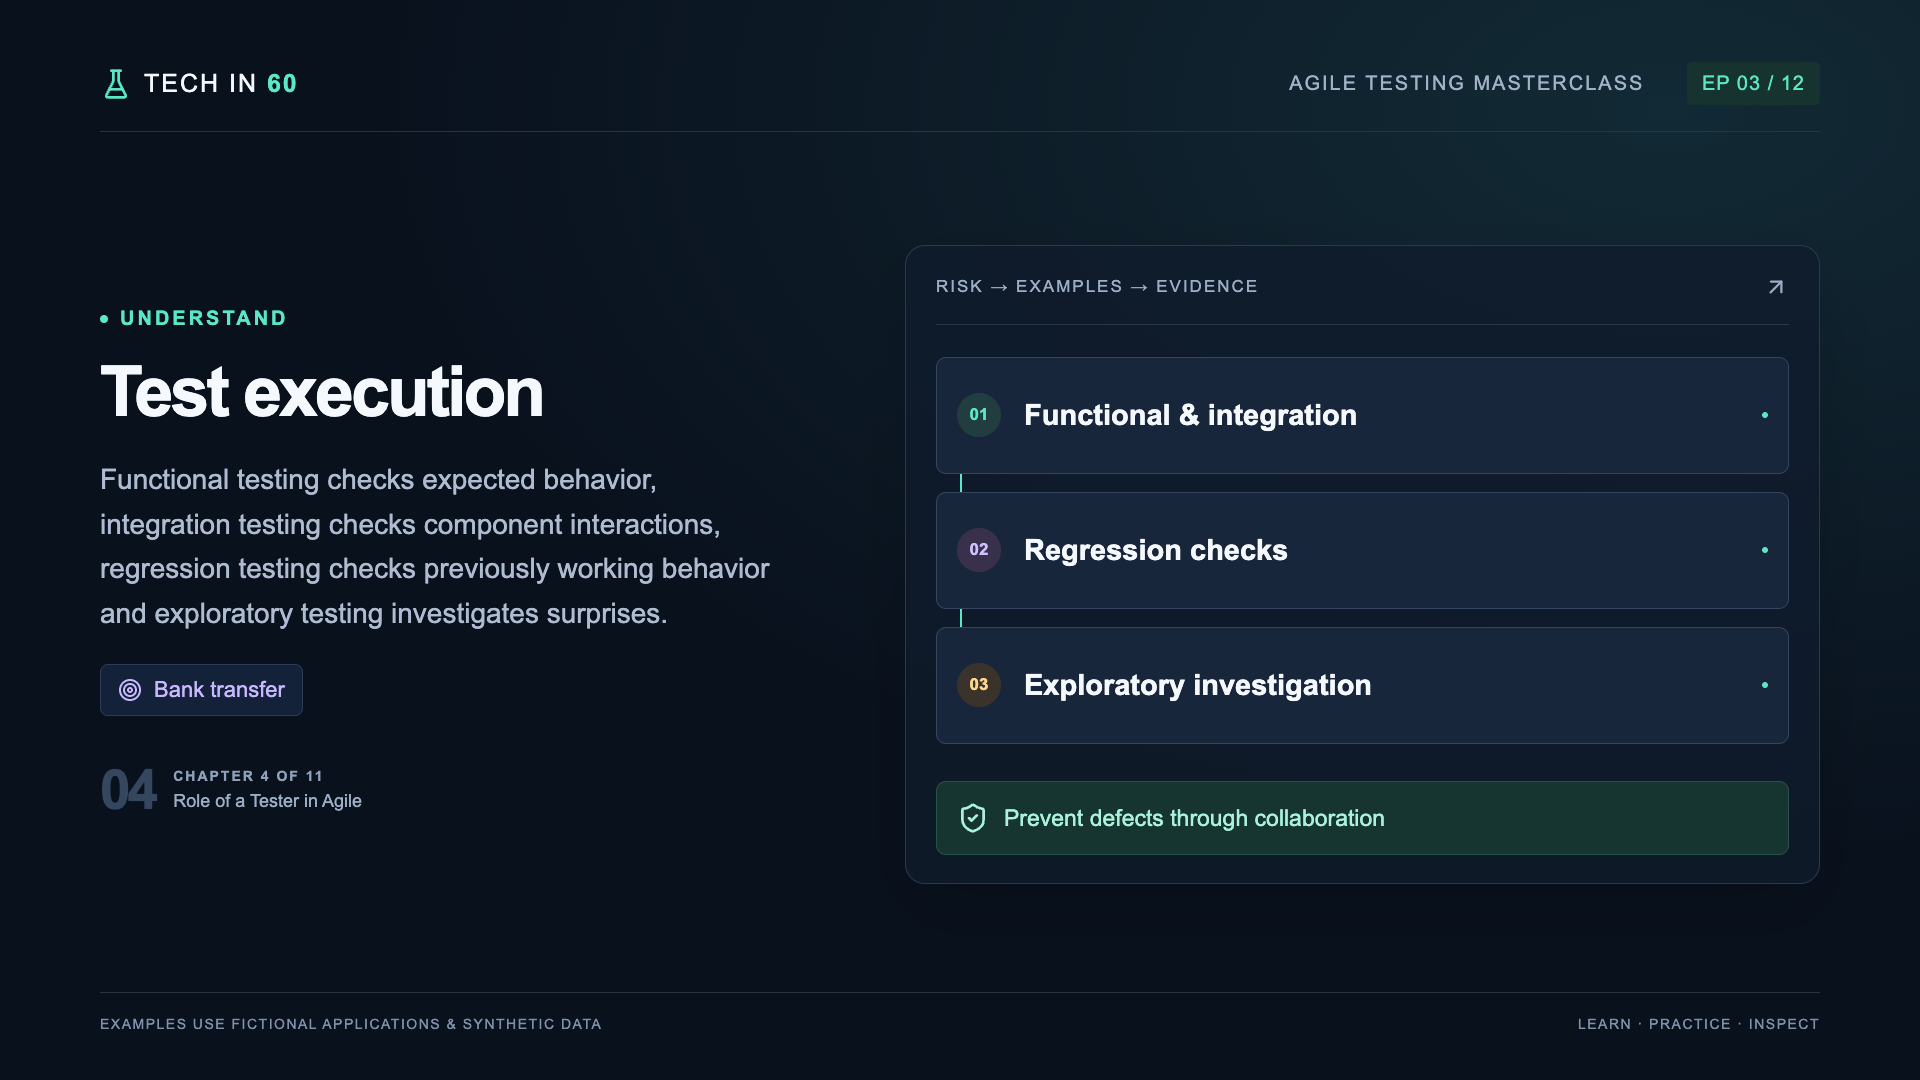 TECH IN 60
AGILE TESTING MASTERCLASS
EP 03 / 12
UNDERSTAND
Test execution
Functional testing checks expected behavior,
integration testing checks component interactions,
regression testing checks previously working behavior
and exploratory testing investigates surprises.
Bank transfer
04
CHAPTER 4 OF 11
Role of a Tester in Agile
RISK → EXAMPLES → EVIDENCE
01
Functional & integration
02
Regression checks
03
Exploratory investigation
Prevent defects through collaboration
EXAMPLES USE FICTIONAL APPLICATIONS & SYNTHETIC DATA
LEARN · PRACTICE · INSPECT